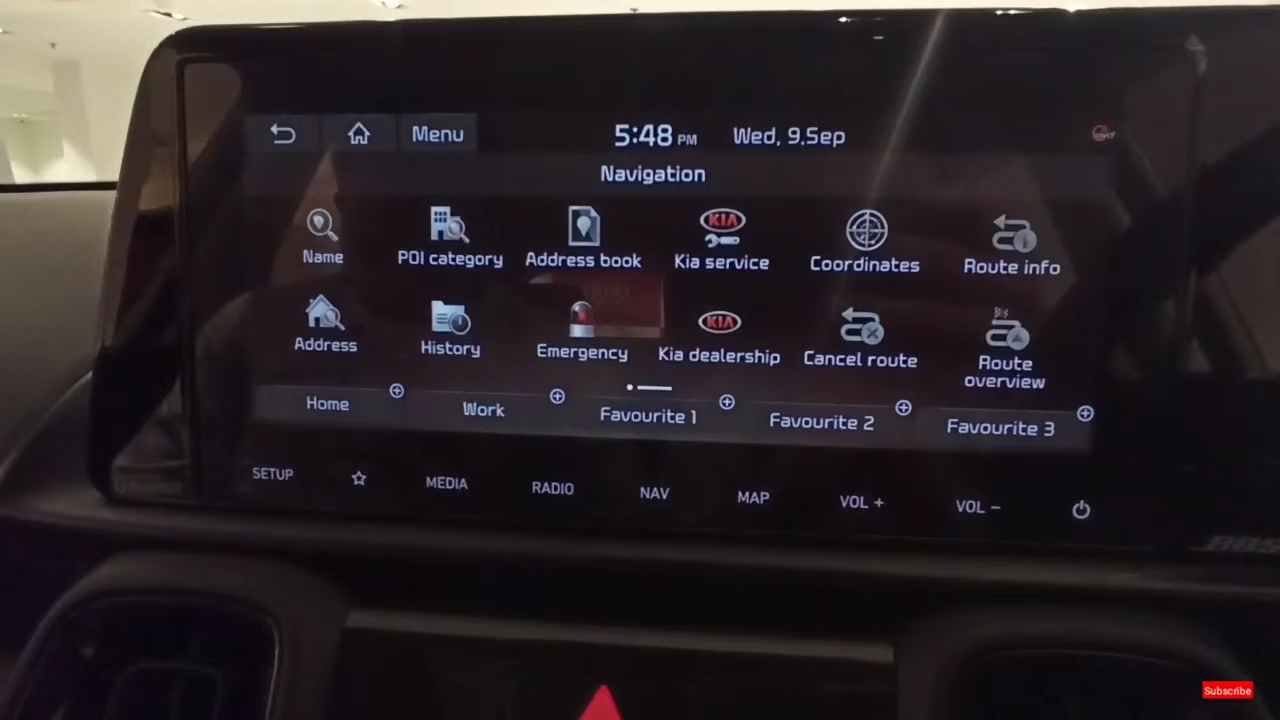 Menu
5:48 PM Wed, 9.Sep
Navigation
Name
POI category
Address book
KIA
Kia service
Coordinates
Route info
Address
History
Emergency
KIA
Kia dealership
Cancel route
Route
overview
Home
Work
Favourite 1
Favourite 2
Favourite 3
SETUP
MEDIA
RADIO
NAV
MAP
VOL +
VOL −
Subscribe